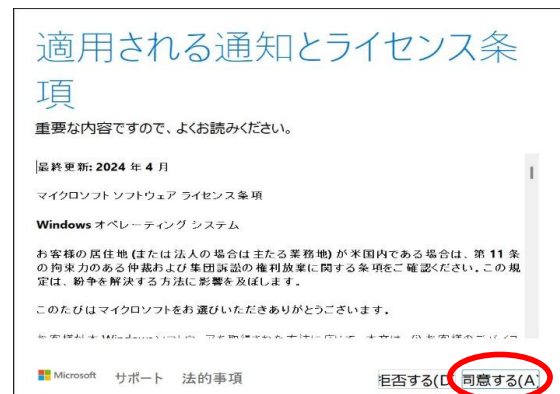 適用される通知とライセンス条
項
重要な内容ですので、よくお読みください。
最終更新: 2024 年 4 月
マイクロソフト ソフトウェア ライセンス条項
Windows オペレーティング システム
お客様の居住地 (または法人の場合は主たる業務地) が米国内である場合は、第 11 条
の拘束力のある仲裁および集団訴訟の権利放棄に関する条項をご確認ください。この規
定は、紛争を解決する方法に影響を及ぼします。
このたびはマイクロソフトをお選びいただきありがとうございます。
Microsoft サポート 法的事項 拒否する(D 同意する(A)